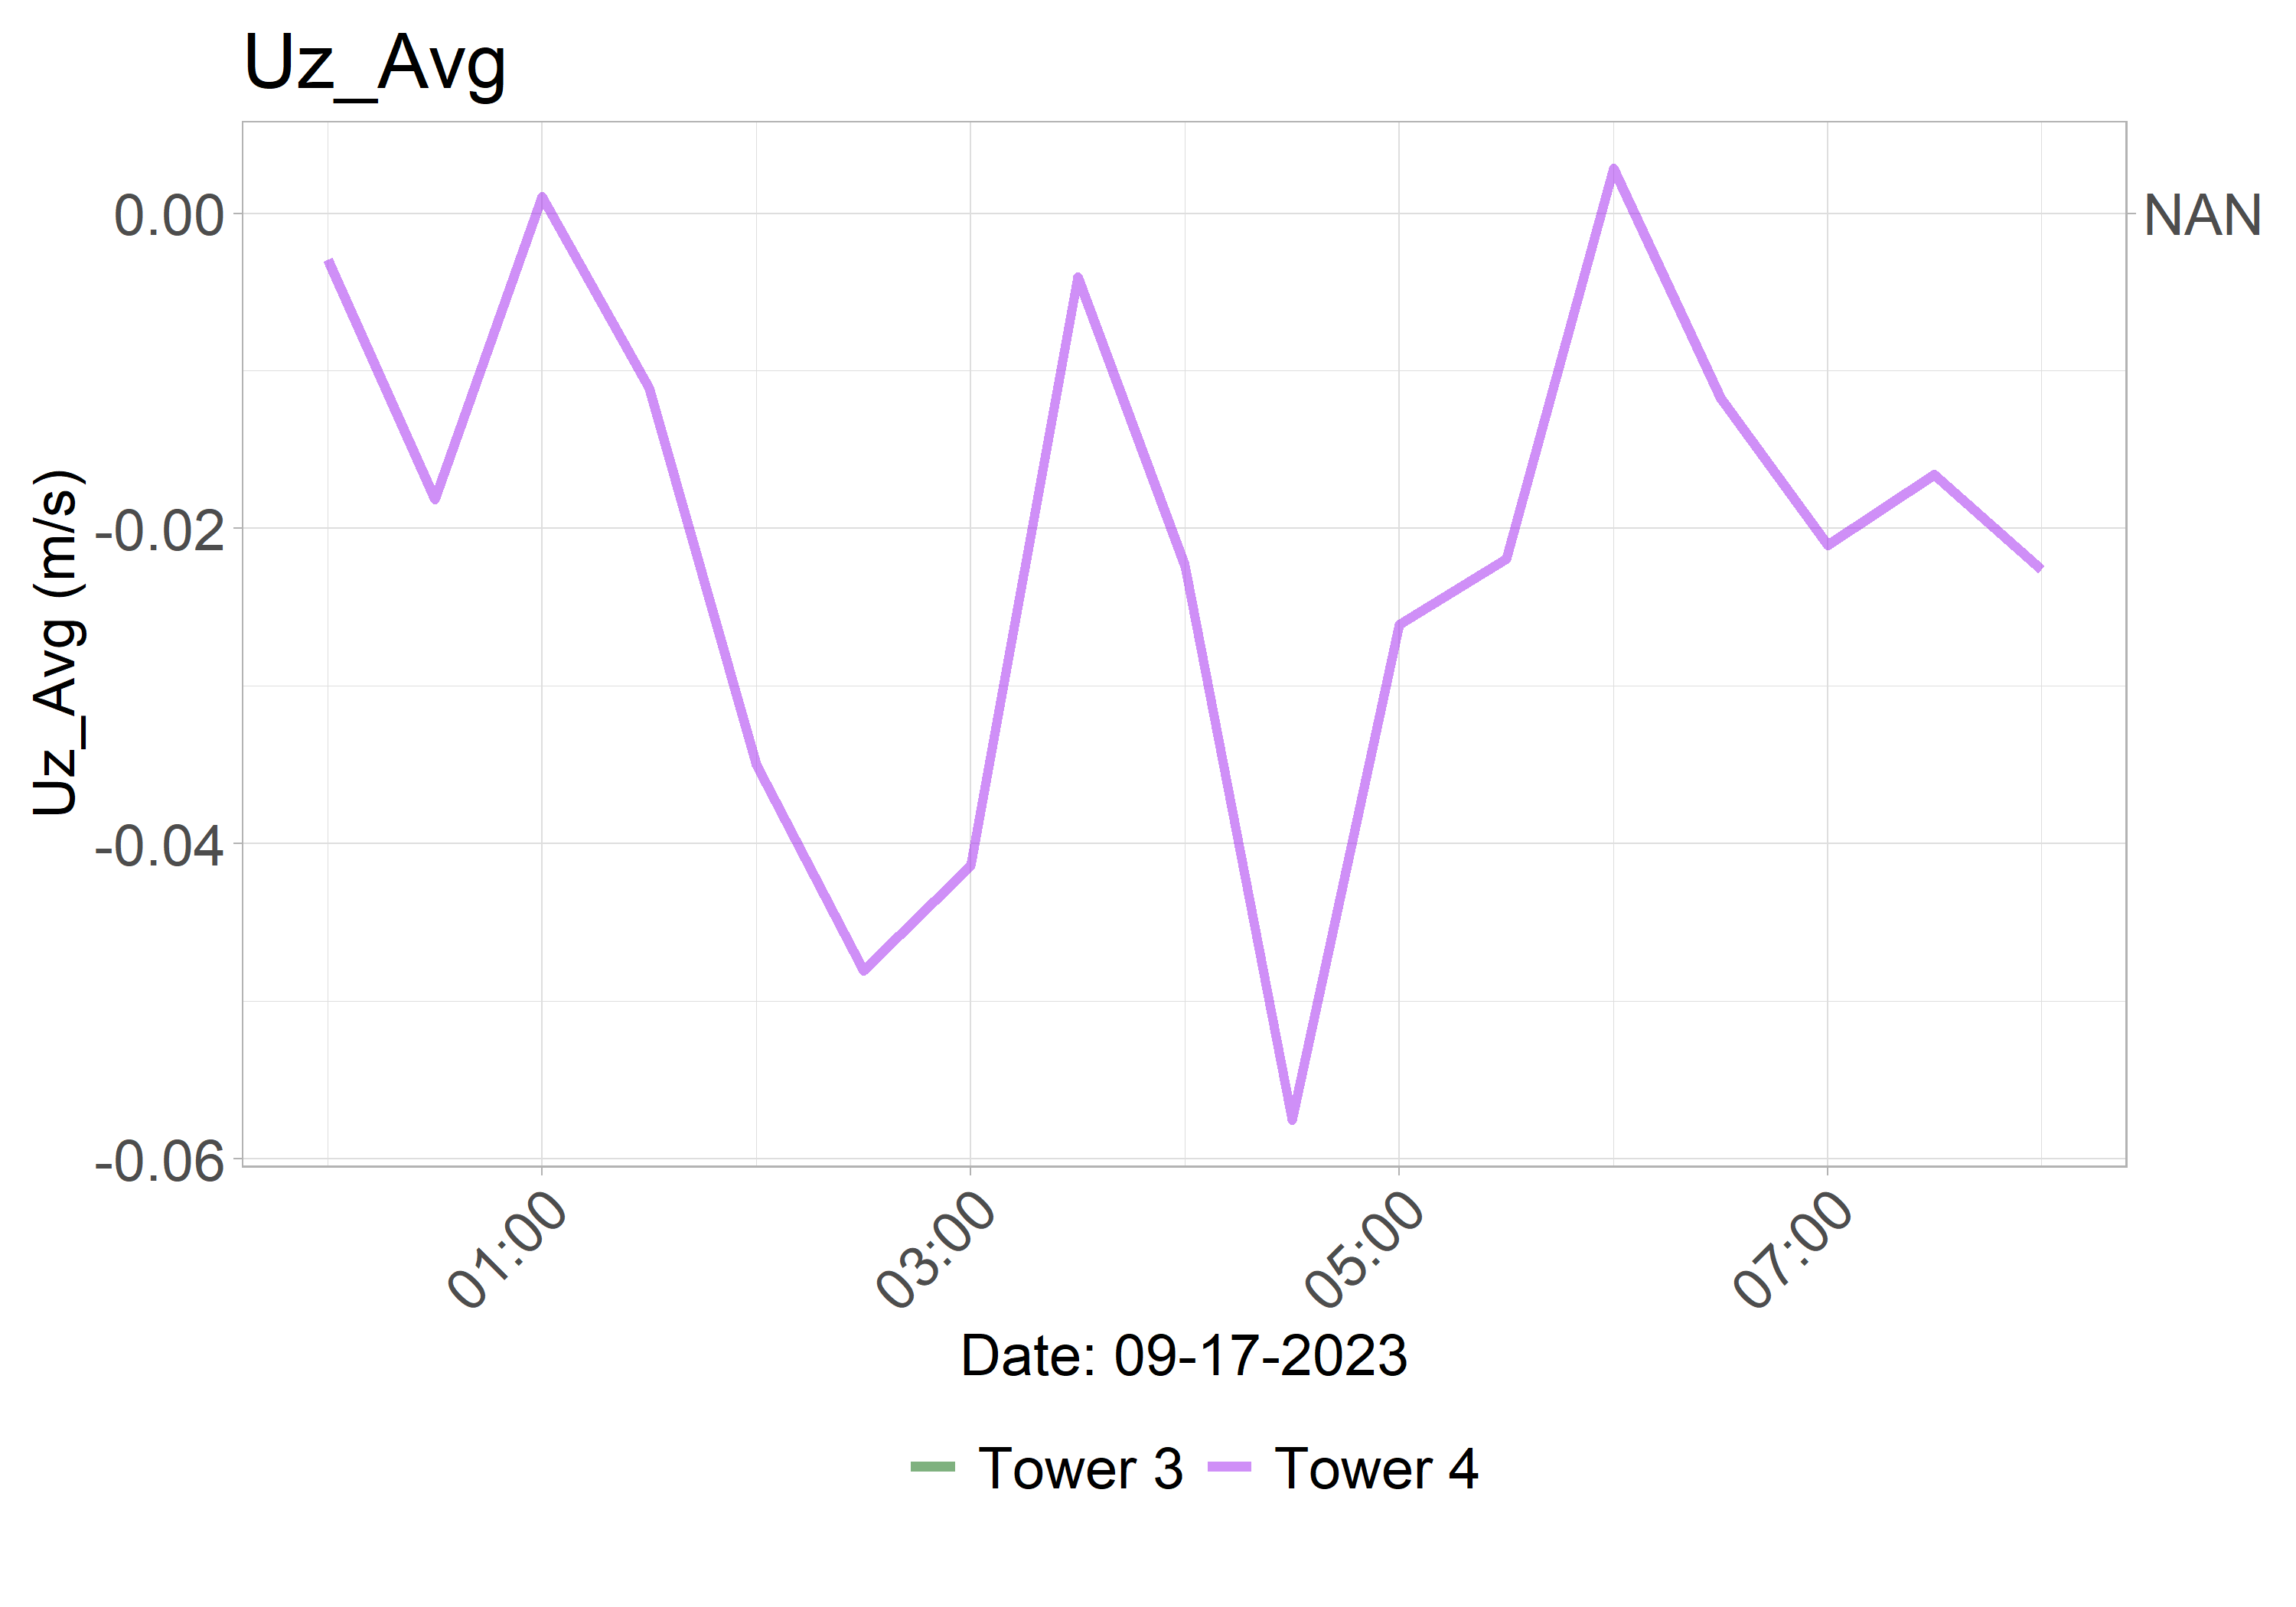 Uz_Avg
Uz_Avg (m/s)
0.00
-0.02
-0.04
-0.06
NAN
01:00
03:00
05:00
07:00
Date: 09-17-2023
Tower 3
Tower 4